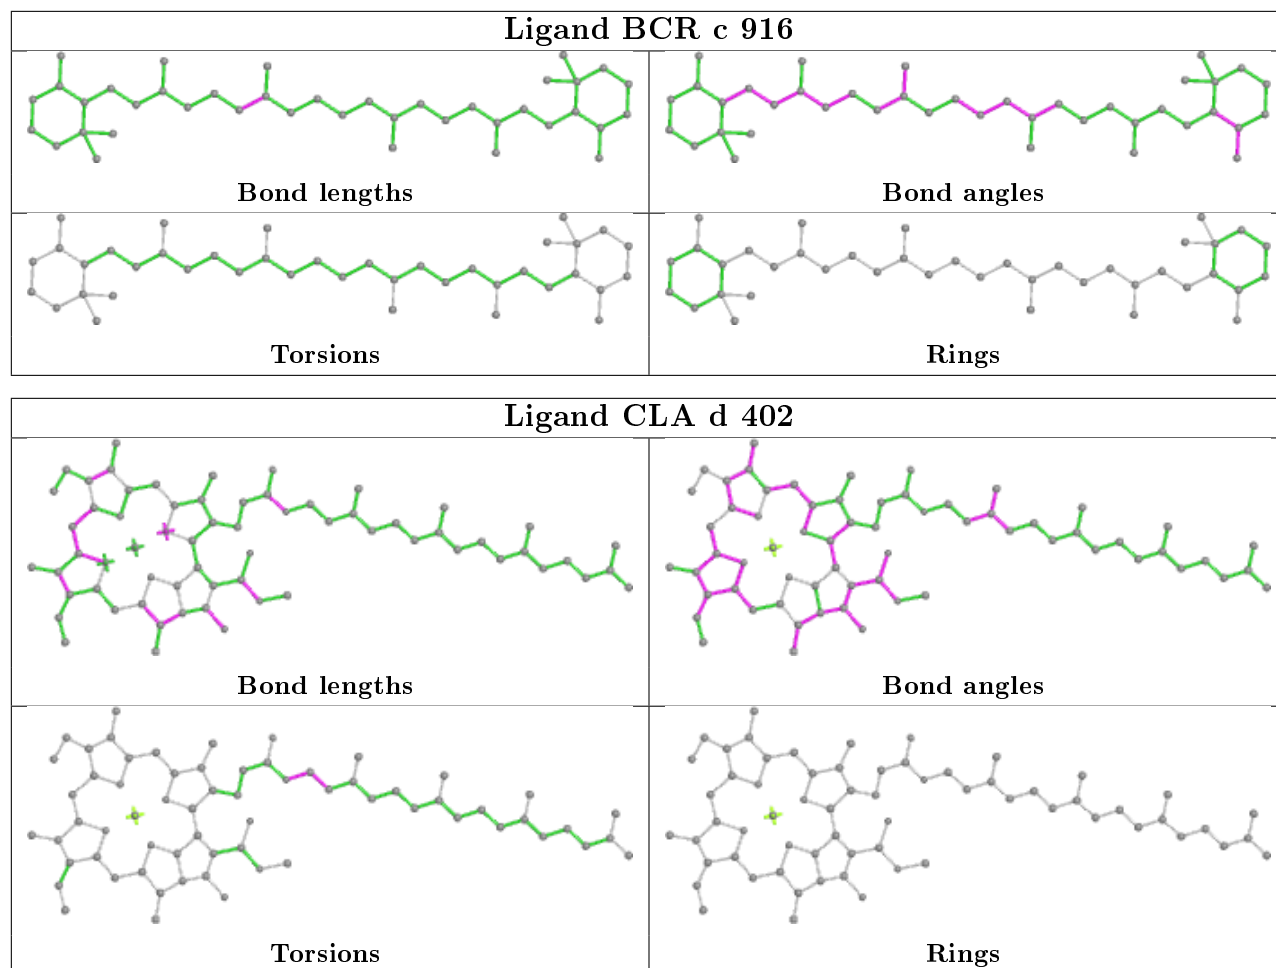 Ligand BCR c 916
Bond lengths
Bond angles
Torsions
Rings
Ligand CLA d 402
Bond lengths
Bond angles
Torsions
Rings